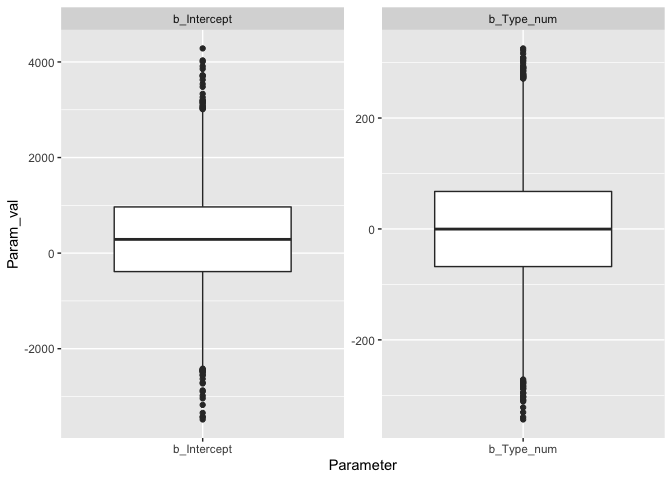 b_Intercept
b_Type_num
Param_val
4000
2000
0
-2000
200
0
-200
b_Intercept
b_Type_num
Parameter